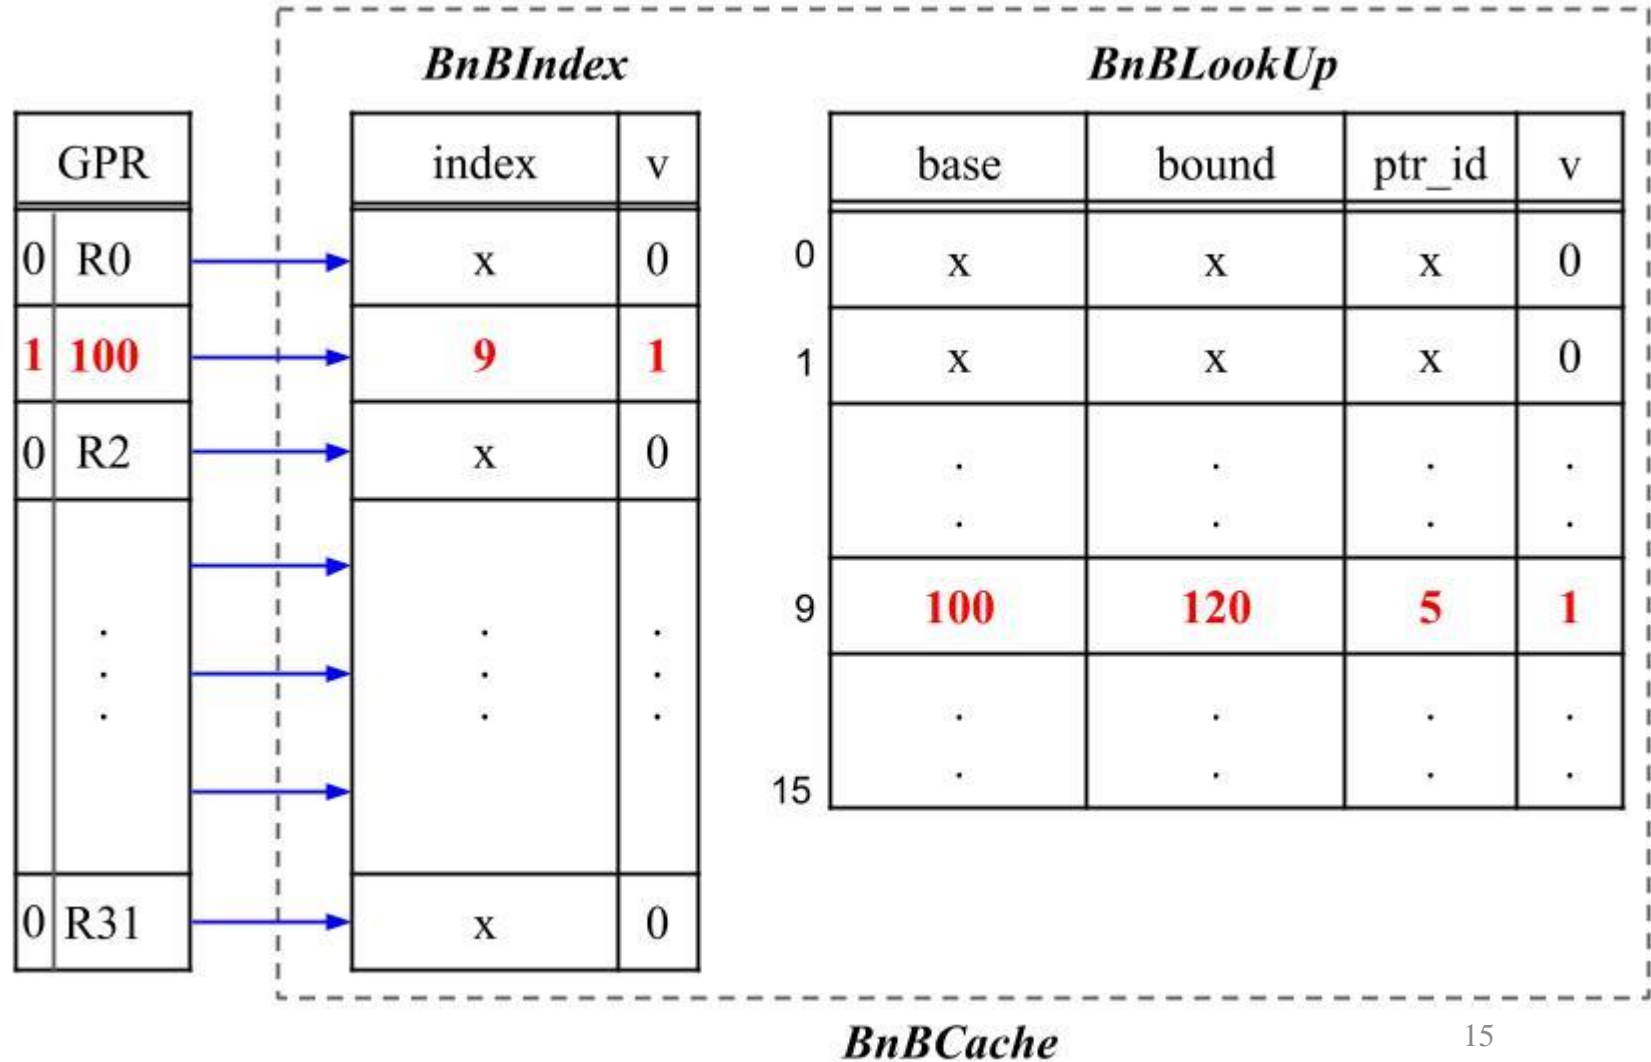 BnBIndex BnBLookUp
GPR index v base bound ptr_id v
0 R0 x 0 0 x x x 0
1 100 9 1 1 x x x 0
0 R2 x 0 . . . .
. . . .
9 100 120 5 1
. . .
. . . . . . .
. . . . . . .
15 . . . .
0 R31 x 0
BnBCache
15